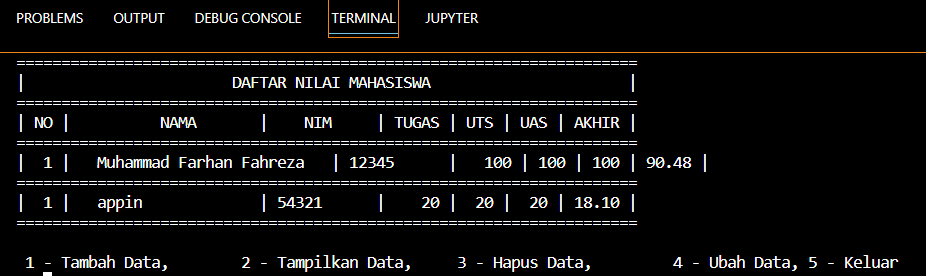 PROBLEMS OUTPUT DEBUG CONSOLE TERMINAL JUPYTER
=====================================================================
| DAFTAR NILAI MAHASISWA |
=====================================================================
| NO | NAMA | NIM | TUGAS | UTS | UAS | AKHIR |
=====================================================================
| 1 | Muhammad Farhan Fahreza | 12345 | 100 | 100 | 100 | 90.48 |
=====================================================================
| 1 | appin | 54321 | 20 | 20 | 20 | 18.10 |
=====================================================================
1 - Tambah Data, 2 - Tampilkan Data, 3 - Hapus Data, 4 - Ubah Data, 5 - Keluar